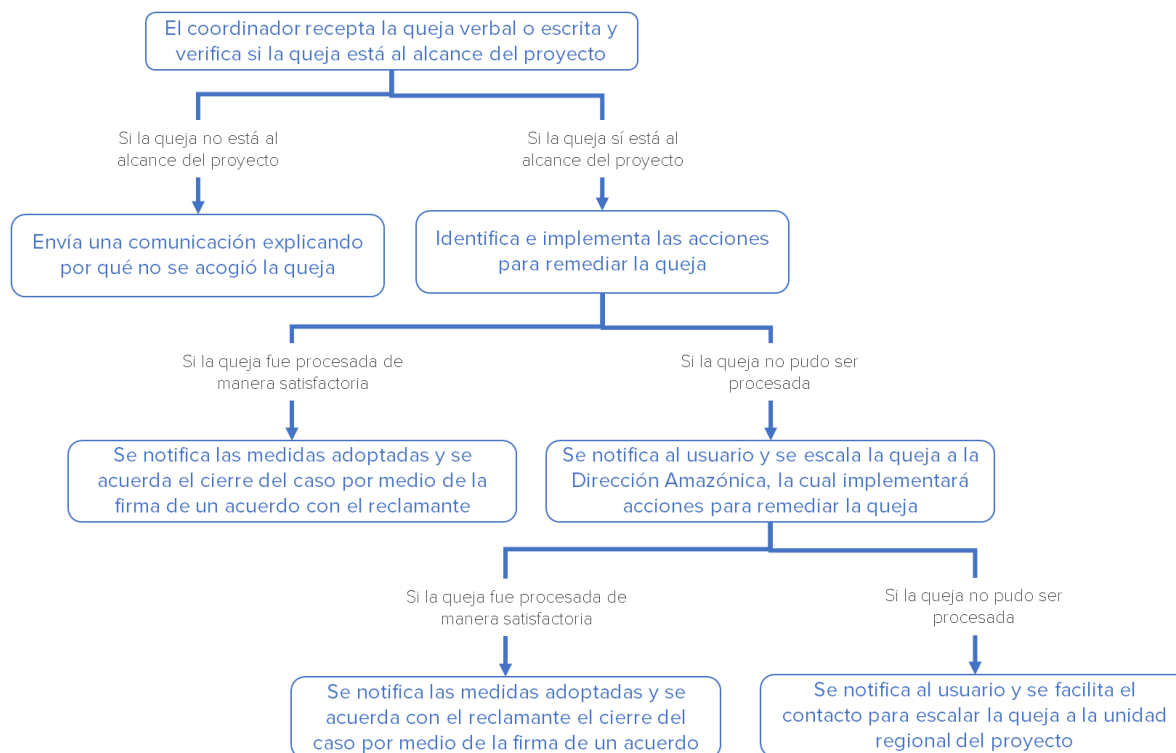 El coordinador recepta la queja verbal o escrita y
verifica si la queja está al alcance del proyecto
Si la queja no está al
alcance del proyecto
Si la queja sí está al
alcance del proyecto
Envía una comunicación explicando
por qué no se acogió la queja
Identifica e implementa las acciones
para remediar la queja
Si la queja fue procesada de
manera satisfactoria
Si la queja no pudo ser
procesada
Se notifica las medidas adoptadas y se
acuerda el cierre del caso por medio de la
firma de un acuerdo con el reclamante
Se notifica al usuario y se escala la queja a la
Dirección Amazónica, la cual implementará
acciones para remediar la queja
Si la queja fue procesada de
manera satisfactoria
Si la queja no pudo ser
procesada
Se notifica las medidas adoptadas y se
acuerda con el reclamante el cierre del
caso por medio de la firma de un acuerdo
Se notifica al usuario y se facilita el
contacto para escalar la queja a la unidad
regional del proyecto